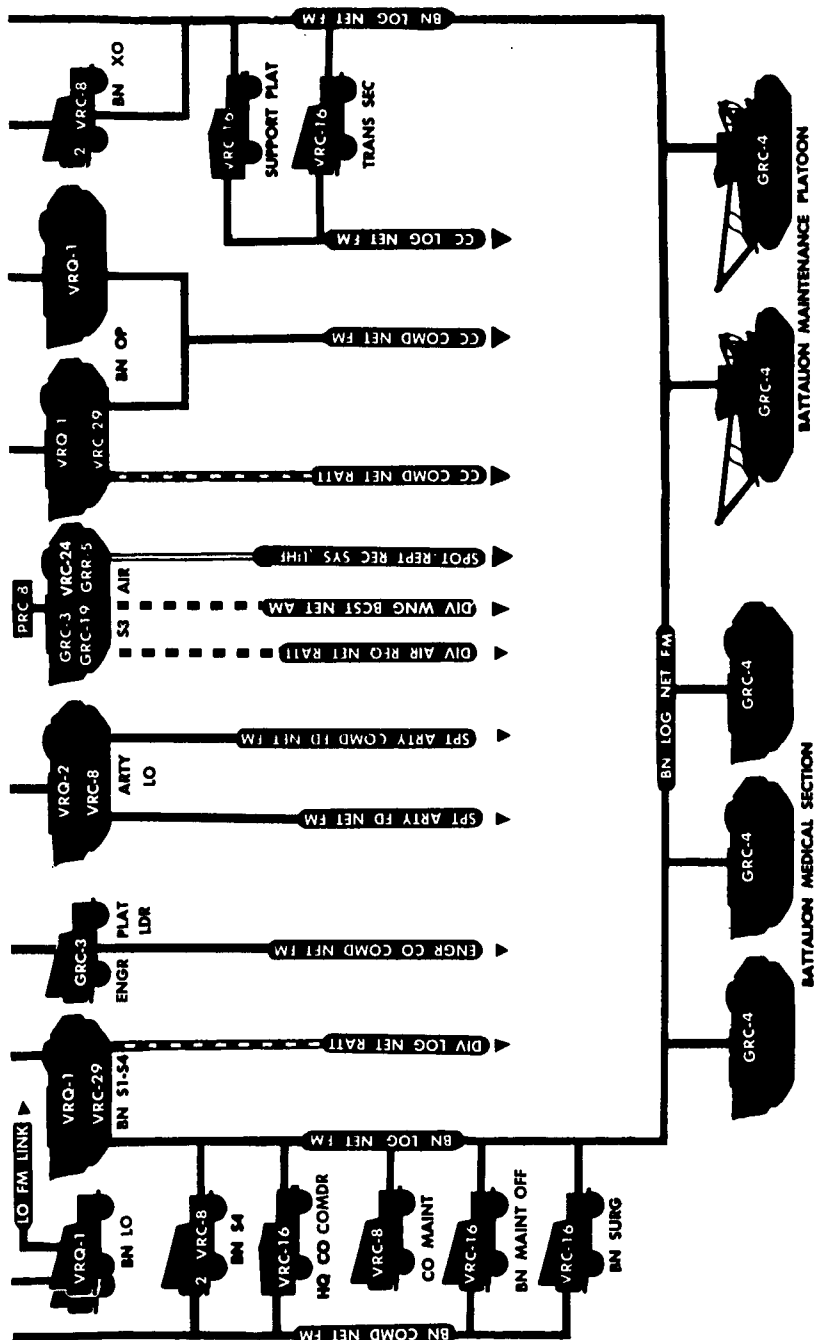 BN LOG NET FM
2 VRC-8
BN XO
VRC-16
SUPPORT PLAT
VRC-16
TRANS SEC
CC LOG NET FM
VRQ-1
BN OP
CC COMD NET FM
VRQ-1
VRC 29
CC COMD NET RATT
PRC 8
GRC-3 VRC-24
GRC-19 GRR-5
S3 AIR
SPOT REPT REC SYS UHF
DIV WNG BCST NET AM
DIV AIR REQ NET RATT
VRQ-2
VRC-8
ARTY
LO
SPT ARTY COMD FD NET FM
SPT ARTY FD NET FM
GRC-3
ENGR PLAT
LDR
ENGR CO COMD NET FM
LO FM LINK
VRQ-1
VRC-29
BN S1-S4
DIV LOG NET RATT
VRQ-1
BN LO
BN LOG NET FM
2 VRC-8
BN S4
VRC-16
HQ CO COMDR
VRC-8
CO MAINT
VRC-16
BN MAINT OFF
VRC-16
BN SURG
BN COMD NET FM
BN LOG NET FM
GRC-4
GRC-4
BATTALION MAINTENANCE PLATOON
GRC-4
GRC-4
GRC-4
BATTALION MEDICAL SECTION